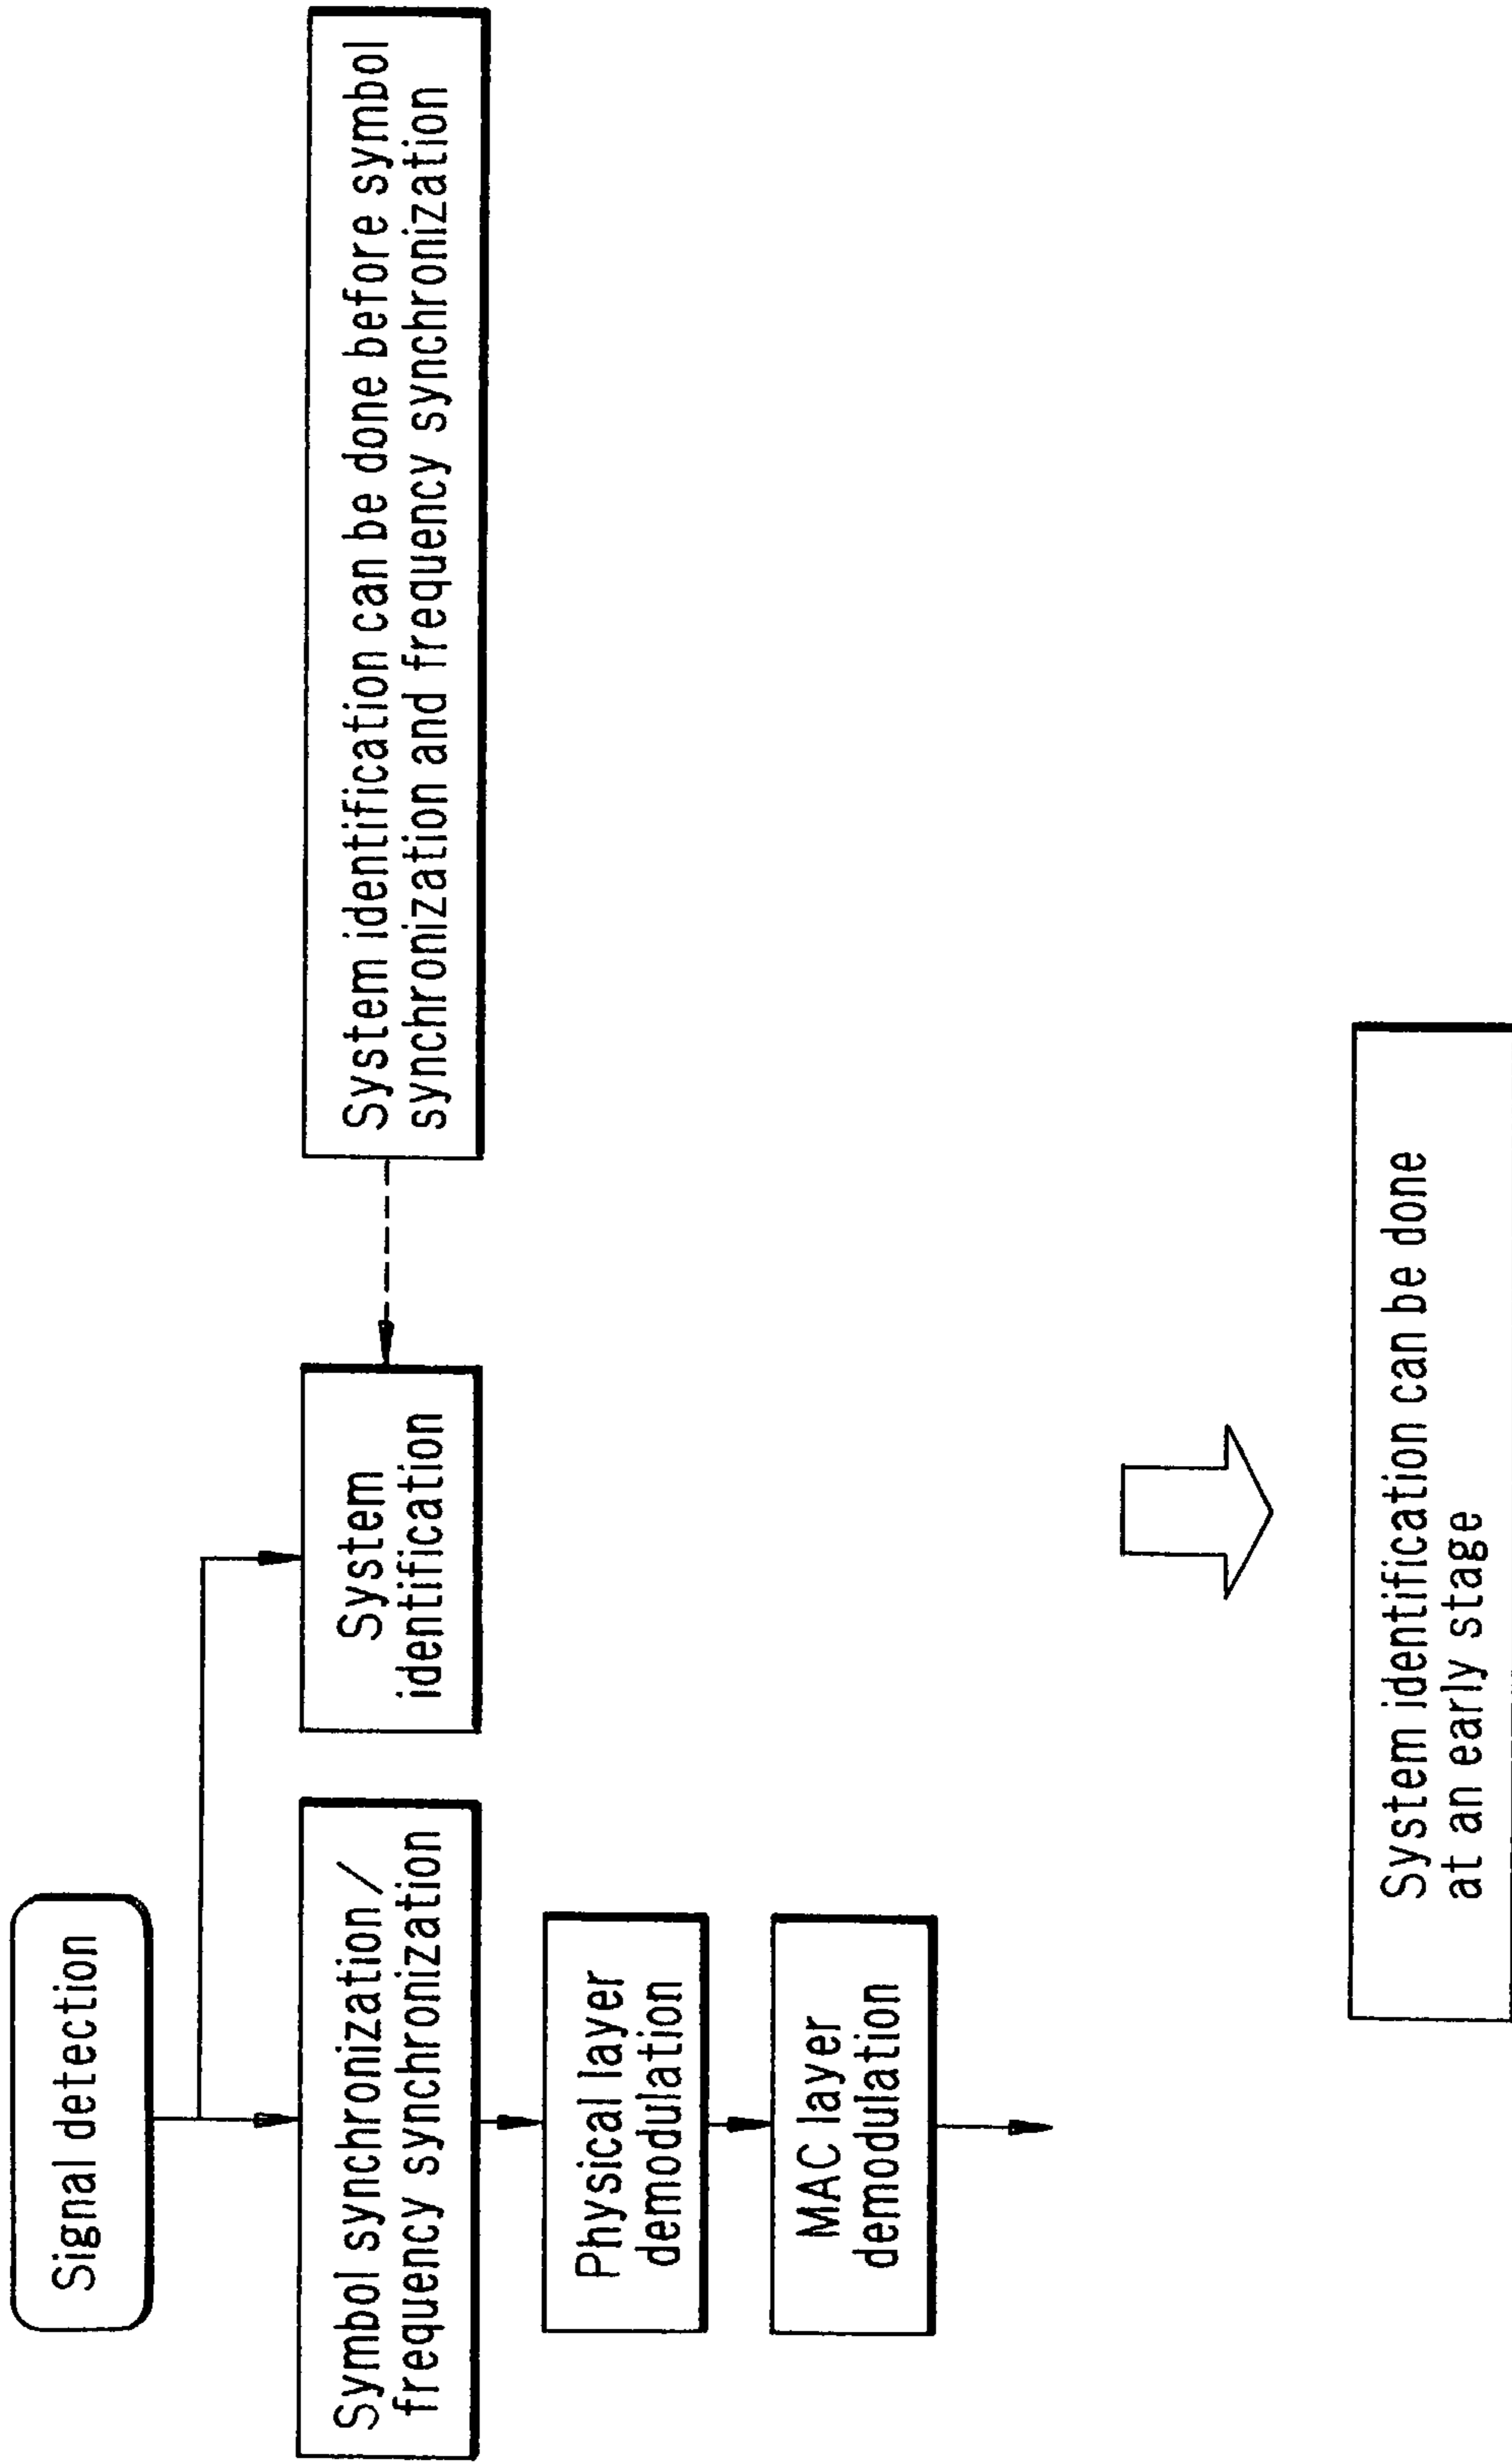 Signal detection
Symbol synchronization /
frequency synchronization
System
identification
System identification can be done before symbol
synchronization and frequency synchronization
Physical layer
demodulation
MAC layer
demodulation
System identification can be done
at an early stage